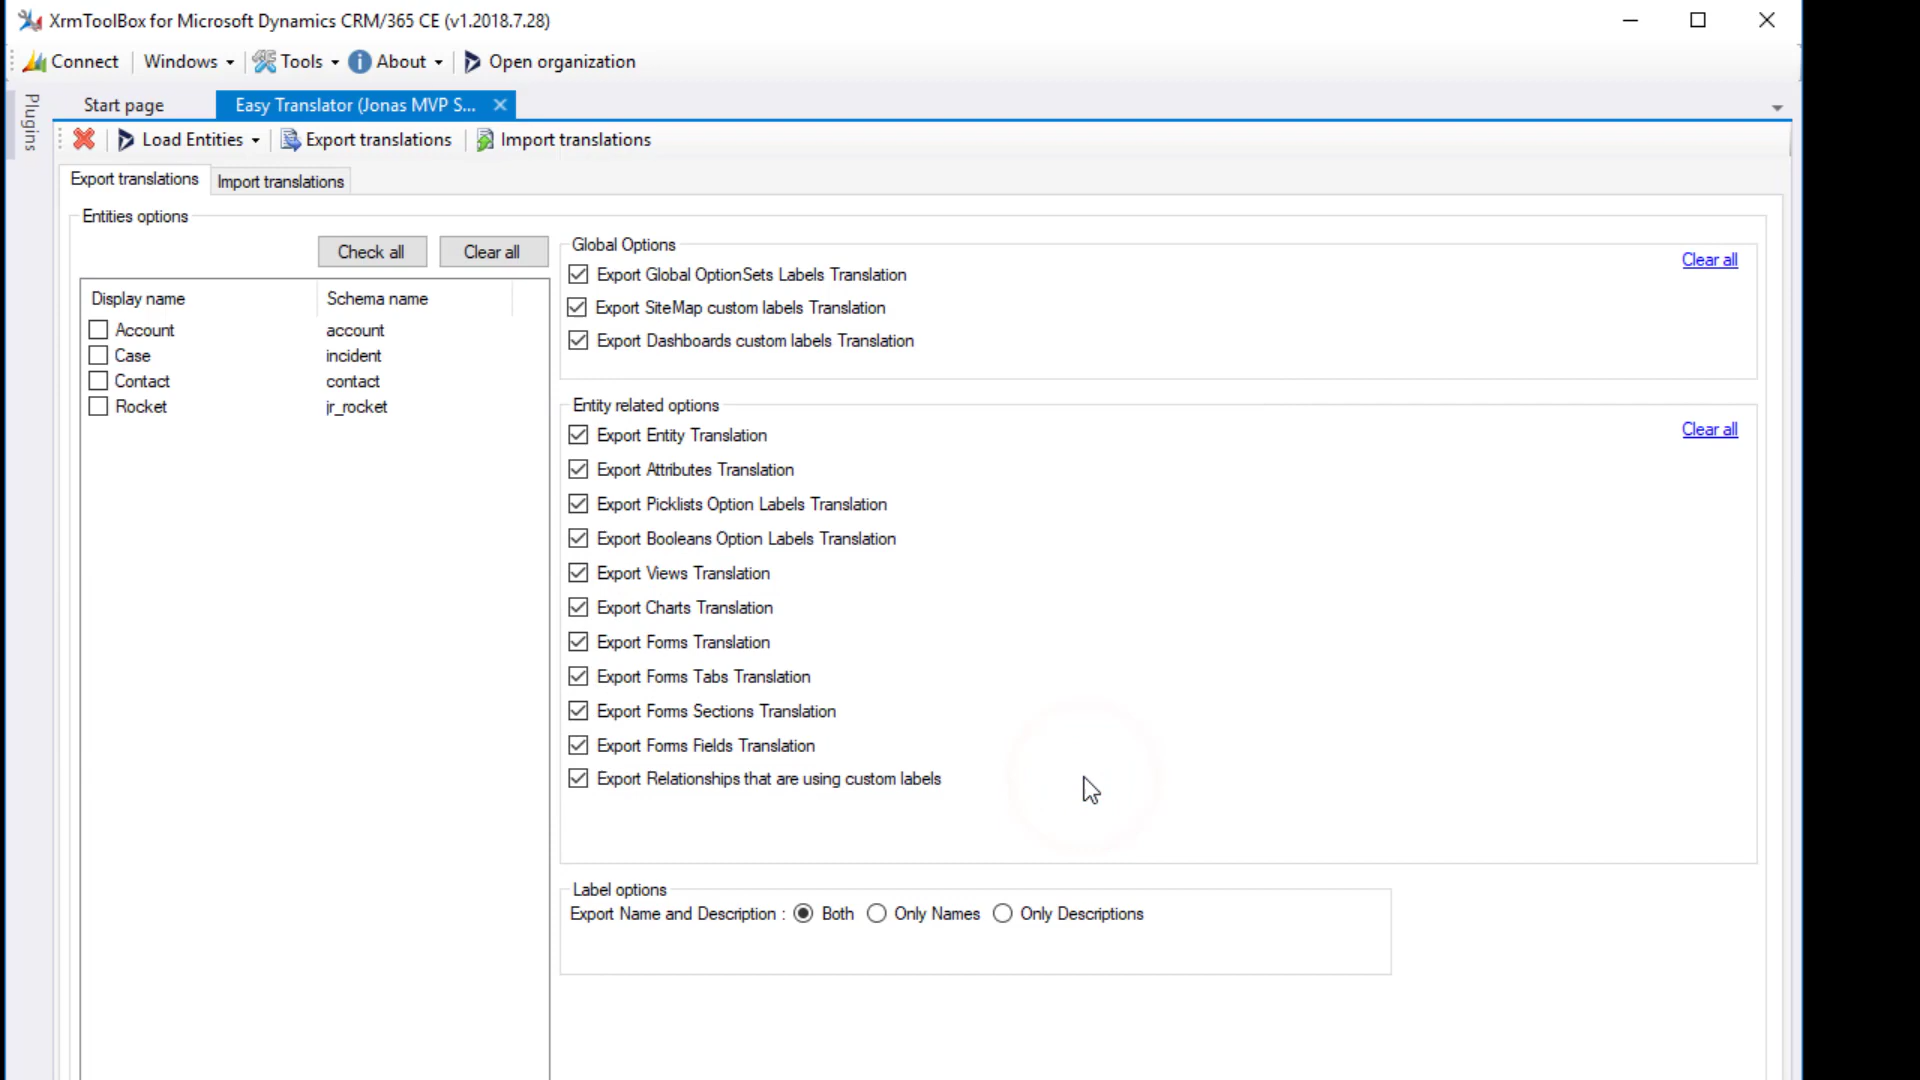 XrmToolBox for Microsoft Dynamics CRM/365 CE (v1.2018.7.28)
Connect Windows Tools About Open organization
Plugins
Start page Easy Translator (Jonas MVP S...
Load Entities Export translations Import translations
Export translations Import translations
Entities options
Check all Clear all
Display name Schema name
Account account
Case incident
Contact contact
Rocket jr_rocket
Global Options
Clear all
Export Global OptionSets Labels Translation
Export SiteMap custom labels Translation
Export Dashboards custom labels Translation
Entity related options
Clear all
Export Entity Translation
Export Attributes Translation
Export Picklists Option Labels Translation
Export Booleans Option Labels Translation
Export Views Translation
Export Charts Translation
Export Forms Translation
Export Forms Tabs Translation
Export Forms Sections Translation
Export Forms Fields Translation
Export Relationships that are using custom labels
Label options
Export Name and Description : Both Only Names Only Descriptions